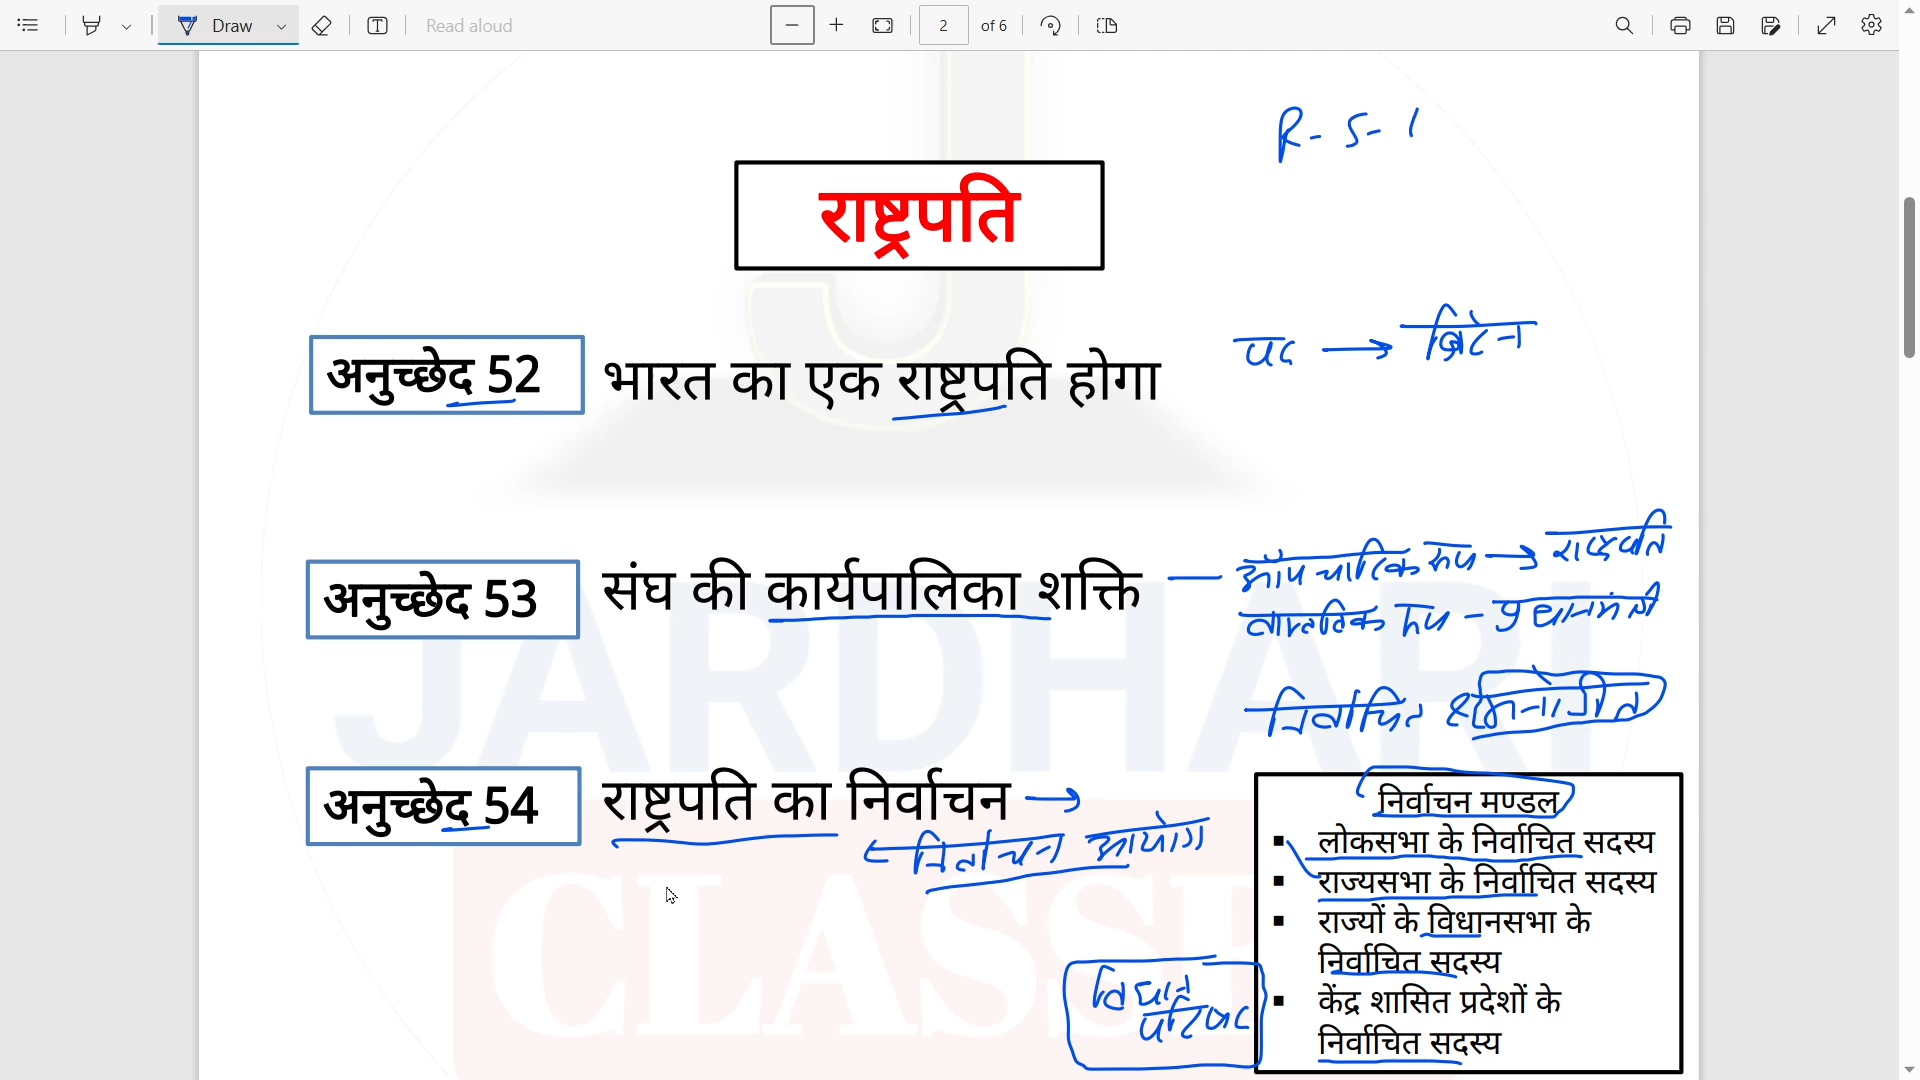 Draw
Read aloud
2 of 6
R - 5 - 1
राष्ट्रपति
अनुच्छेद 52 भारत का एक राष्ट्रपति होगा
पद → ब्रिटेन
अनुच्छेद 53 संघ की कार्यपालिका शक्ति
औपचारिक रूप → राष्ट्रपति
वास्तविक रूप - प्रधानमंत्री
निर्वाचित मनोनीत
अनुच्छेद 54 राष्ट्रपति का निर्वाचन →
← निर्वाचन आयोग
निर्वाचन मण्डल
▪ लोकसभा के निर्वाचित सदस्य
▪ राज्यसभा के निर्वाचित सदस्य
▪ राज्यों के विधानसभा के
निर्वाचित सदस्य
▪ केंद्र शासित प्रदेशों के
निर्वाचित सदस्य
विधान
परिषद
JARDHARI